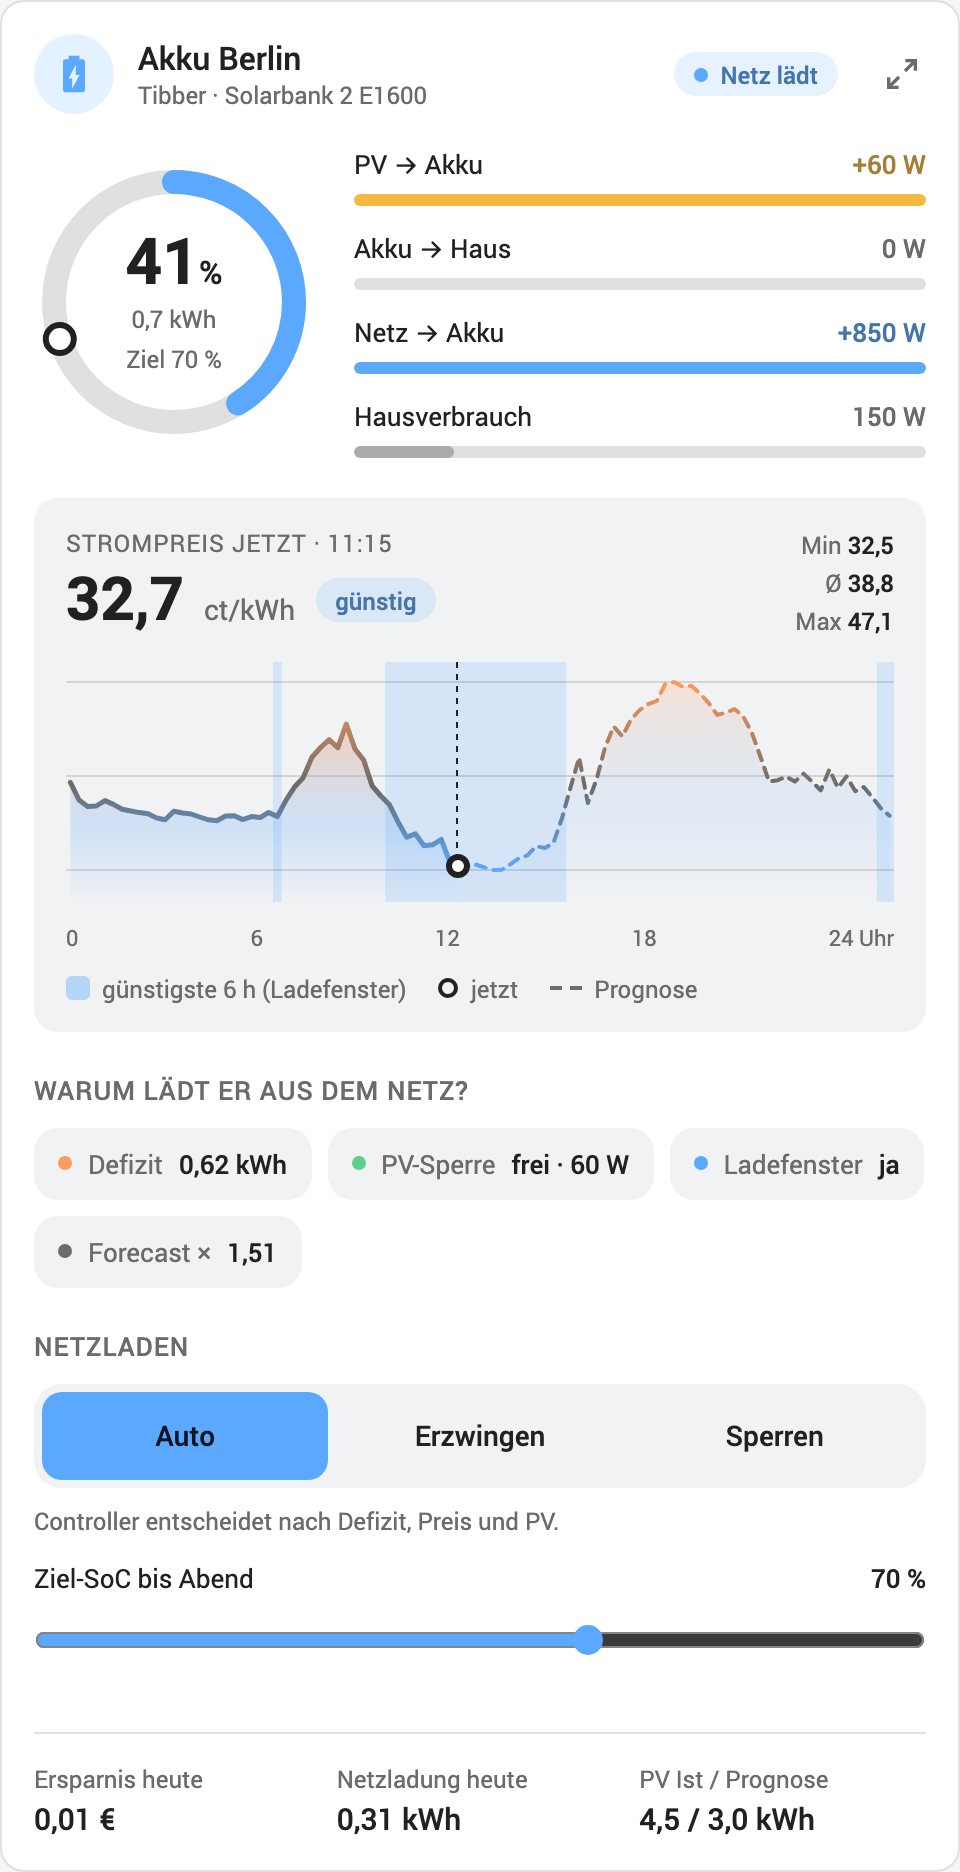 Akku Berlin
Tibber · Solarbank 2 E1600
Netz lädt
41%
0,7 kWh
Ziel 70 %
PV → Akku +60 W
Akku → Haus 0 W
Netz → Akku +850 W
Hausverbrauch 150 W
STROMPREIS JETZT · 11:15
32,7 ct/kWh günstig
Min 32,5
Ø 38,8
Max 47,1
0 6 12 18 24 Uhr
günstigste 6 h (Ladefenster) jetzt Prognose
WARUM LÄDT ER AUS DEM NETZ?
Defizit 0,62 kWh PV-Sperre frei · 60 W Ladefenster ja
Forecast × 1,51
NETZLADEN
Auto Erzwingen Sperren
Controller entscheidet nach Defizit, Preis und PV.
Ziel-SoC bis Abend 70 %
Ersparnis heute Netzladung heute PV Ist / Prognose
0,01 € 0,31 kWh 4,5 / 3,0 kWh